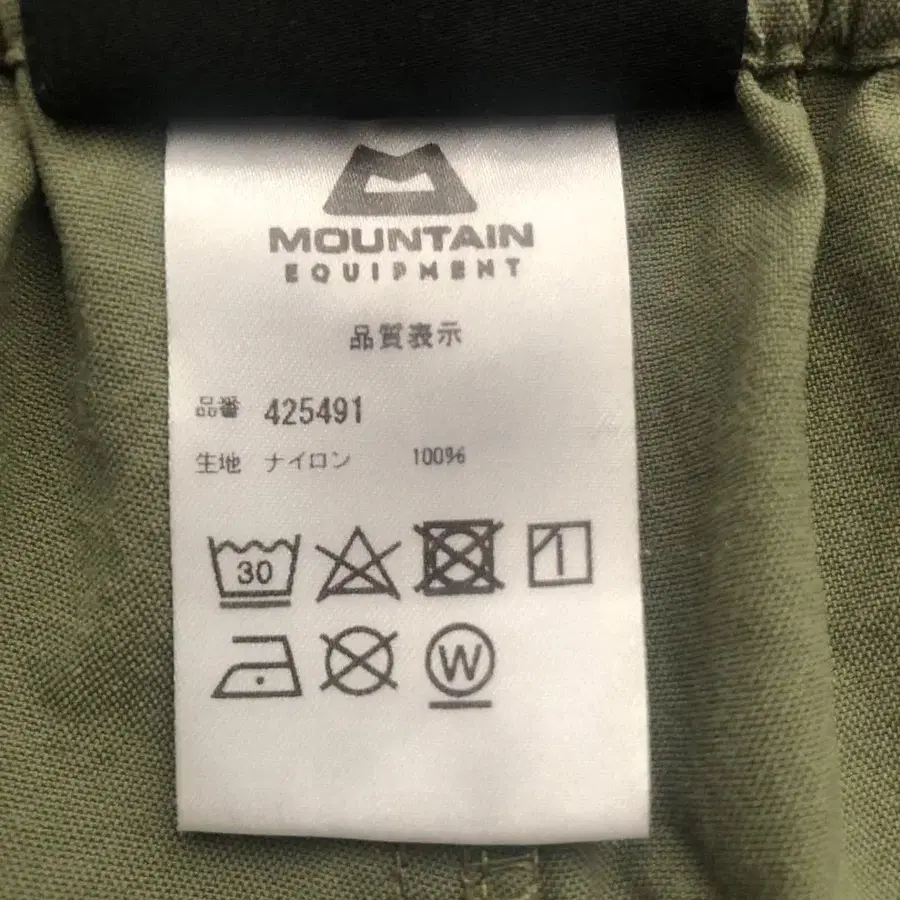 MOUNTAIN
EQUIPMENT
品質表示
品番 425491
生地 ナイロン 100%
30
W